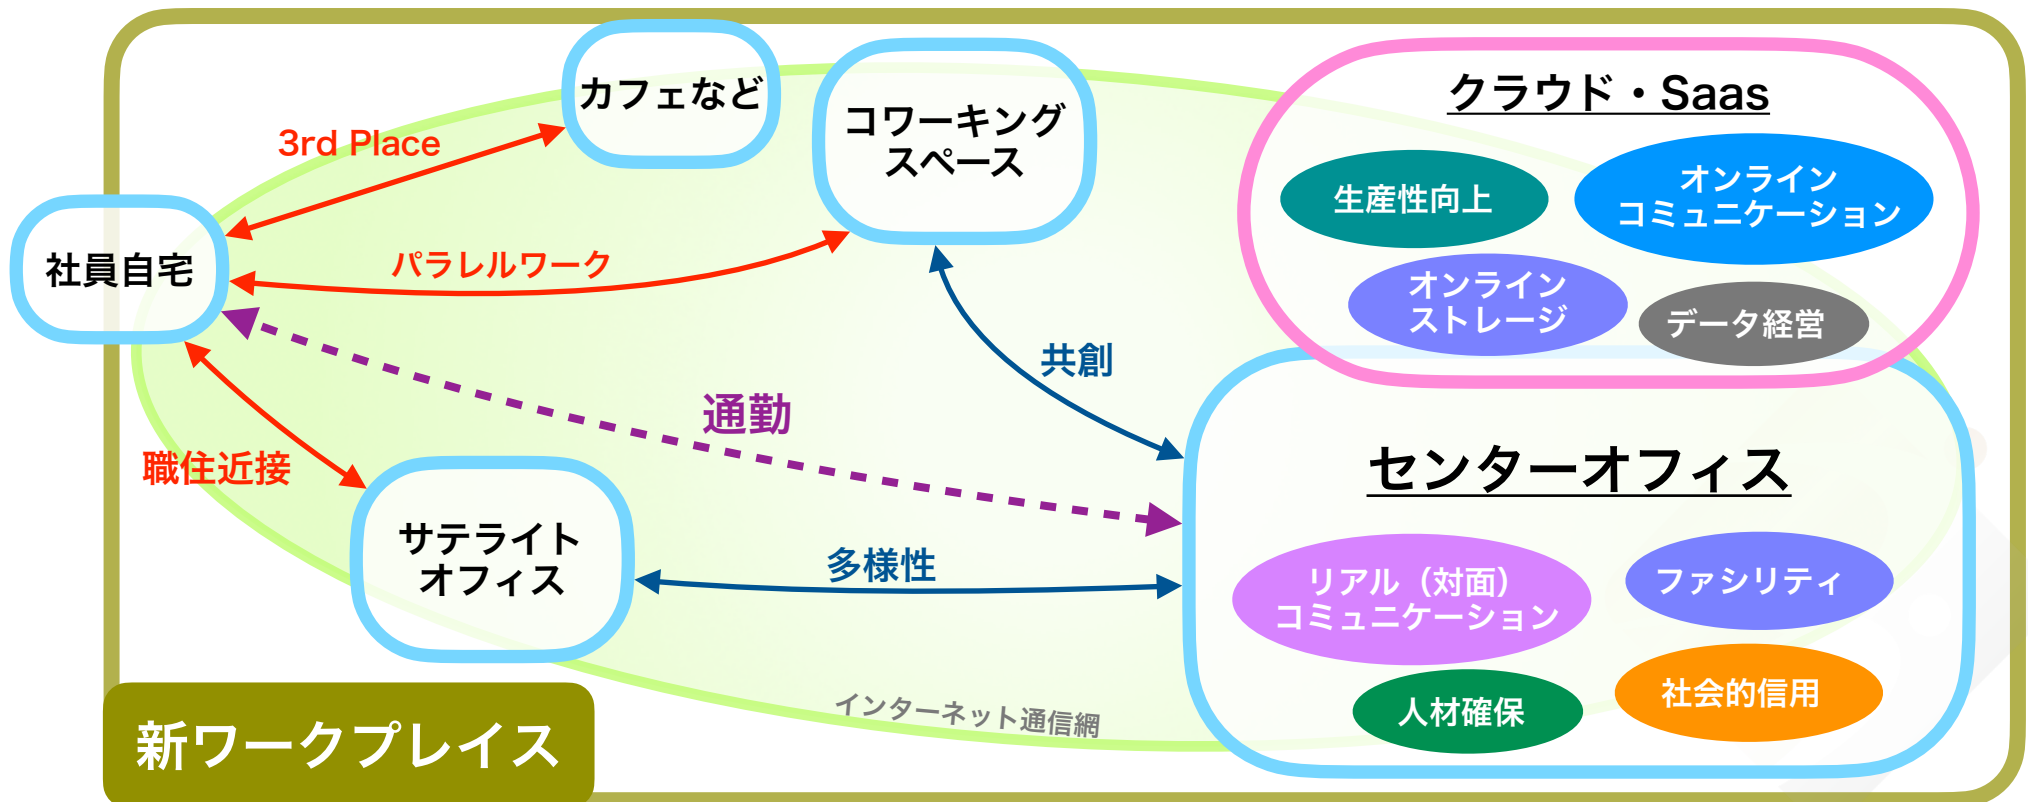 カフェなど
コワーキング
スペース
クラウド・Saas
3rd Place
生産性向上
オンライン
コミュニケーション
社員自宅
パラレルワーク
オンライン
ストレージ
データ経営
共創
通勤
職住近接
センターオフィス
サテライト
オフィス
多様性
リアル（対面）
コミュニケーション
ファシリティ
人材確保
社会的信用
インターネット通信網
新ワークプレイス